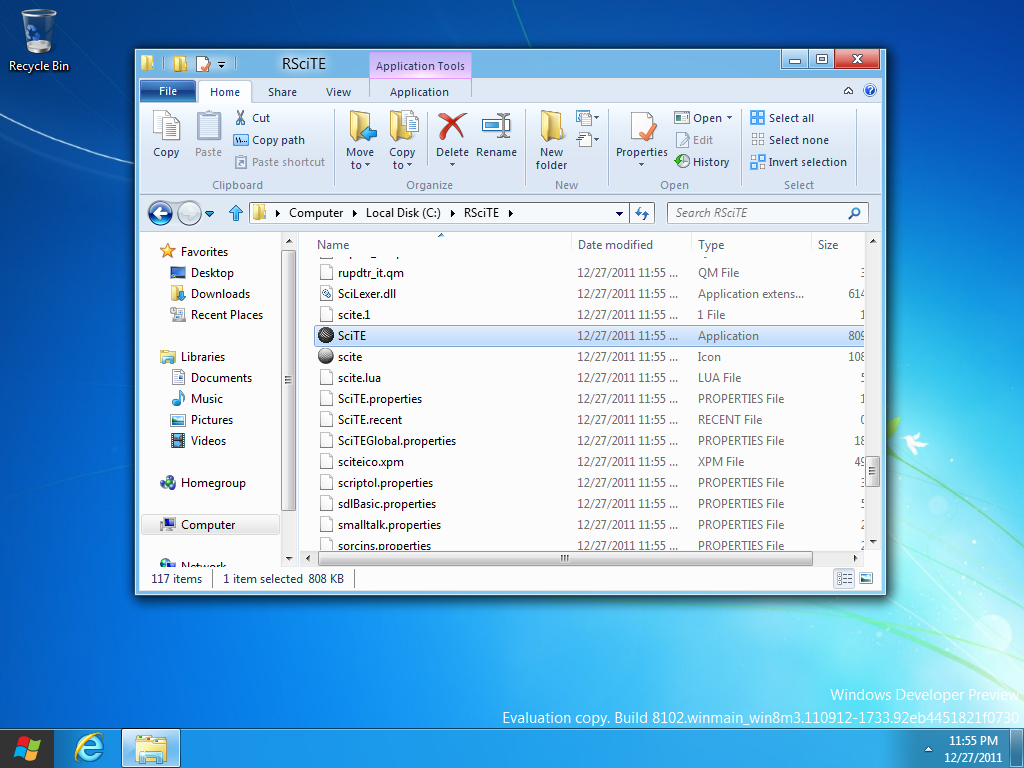 Recycle Bin
RSciTE
Application Tools
File Home Share View Application
Copy
Paste
Cut
Copy path
Paste shortcut
Clipboard
Move to
Copy to
Delete
Rename
Organize
New folder
New
Properties
Open
Edit
History
Open
Select all
Select none
Invert selection
Select
Computer Local Disk (C:) RSciTE
Search RSciTE
Favorites
Desktop
Downloads
Recent Places
Libraries
Documents
Music
Pictures
Videos
Homegroup
Computer
Network
Name Date modified Type Size
rupdtr_it.qm 12/27/2011 11:55 ... QM File
SciLexer.dll 12/27/2011 11:55 ... Application extens... 614
scite.1 12/27/2011 11:55 ... 1 File
SciTE 12/27/2011 11:55 ... Application 809
scite 12/27/2011 11:55 ... Icon 108
scite.lua 12/27/2011 11:55 ... LUA File
SciTE.properties 12/27/2011 11:55 ... PROPERTIES File
SciTE.recent 12/27/2011 11:55 ... RECENT File
SciTEGlobal.properties 12/27/2011 11:55 ... PROPERTIES File 18
sciteico.xpm 12/27/2011 11:55 ... XPM File 49
scriptol.properties 12/27/2011 11:55 ... PROPERTIES File
sdlBasic.properties 12/27/2011 11:55 ... PROPERTIES File
smalltalk.properties 12/27/2011 11:55 ... PROPERTIES File
sorcins.properties 12/27/2011 11:55 ... PROPERTIES File
117 items 1 item selected 808 KB
Windows Developer Preview
Evaluation copy. Build 8102.winmain_win8m3.110912-1733.92eb4451821f0730
11:55 PM
12/27/2011